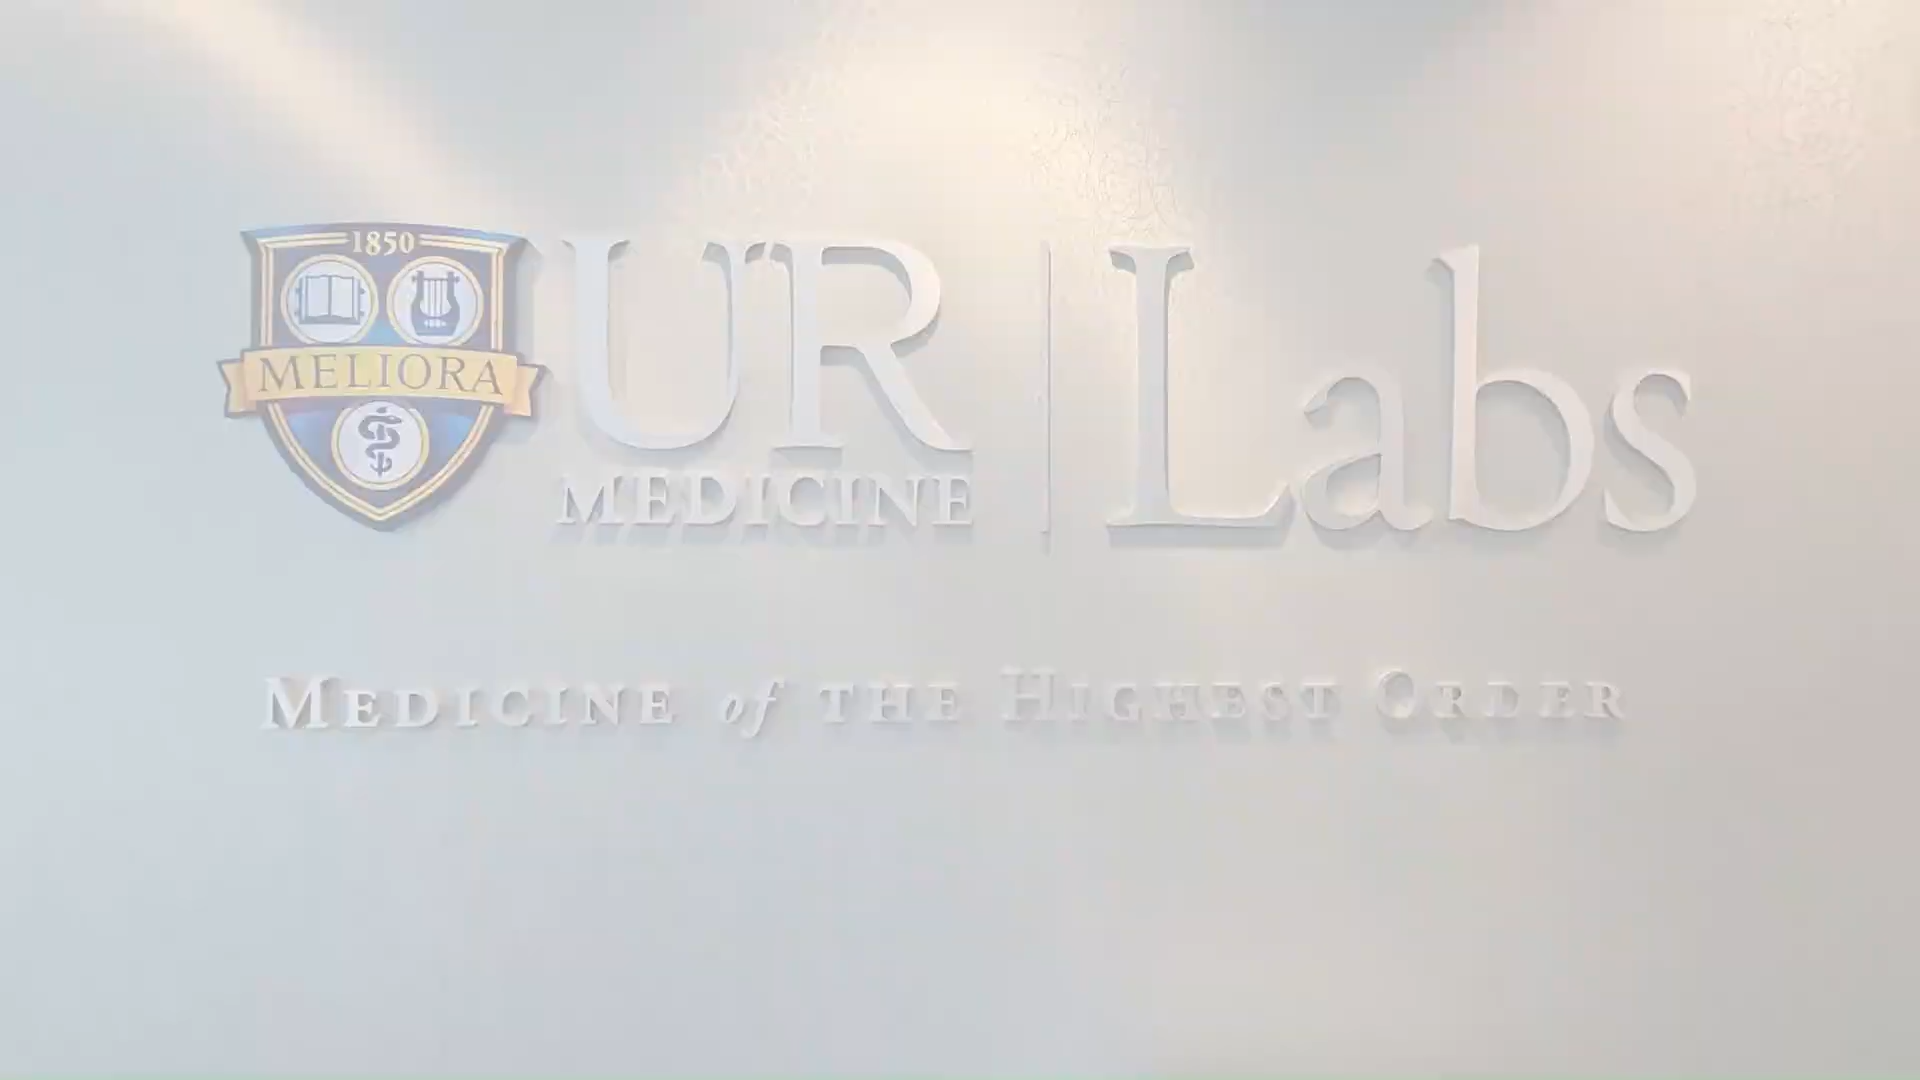 1850
MELIORA
UR
MEDICINE
Labs
MEDICINE of THE HIGHEST ORDER